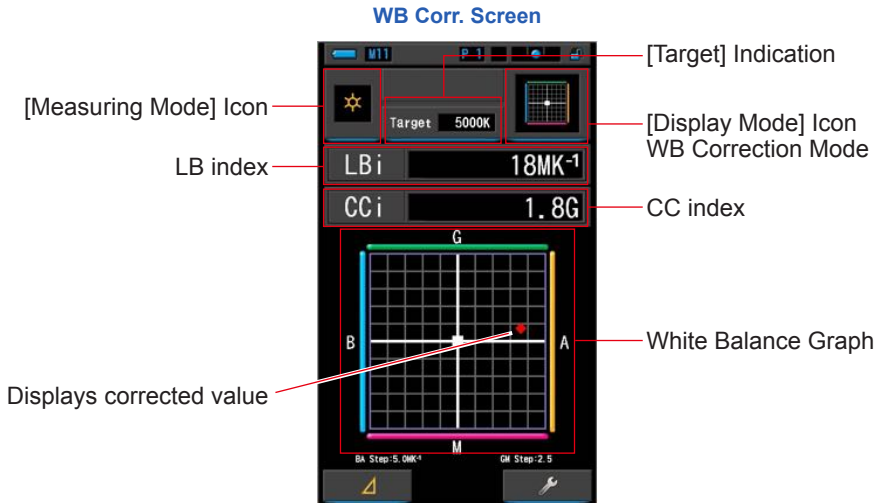 WB Corr. Screen
M11 P 1
[Target] Indication
[Measuring Mode] Icon
Target 5000K
[Display Mode] Icon
WB Correction Mode
LB index
LBi 18MK⁻¹
CCi 1.8G
CC index
G
B
A
White Balance Graph
Displays corrected value
M
BA Step:5.0MK⁻¹ GM Step:2.5